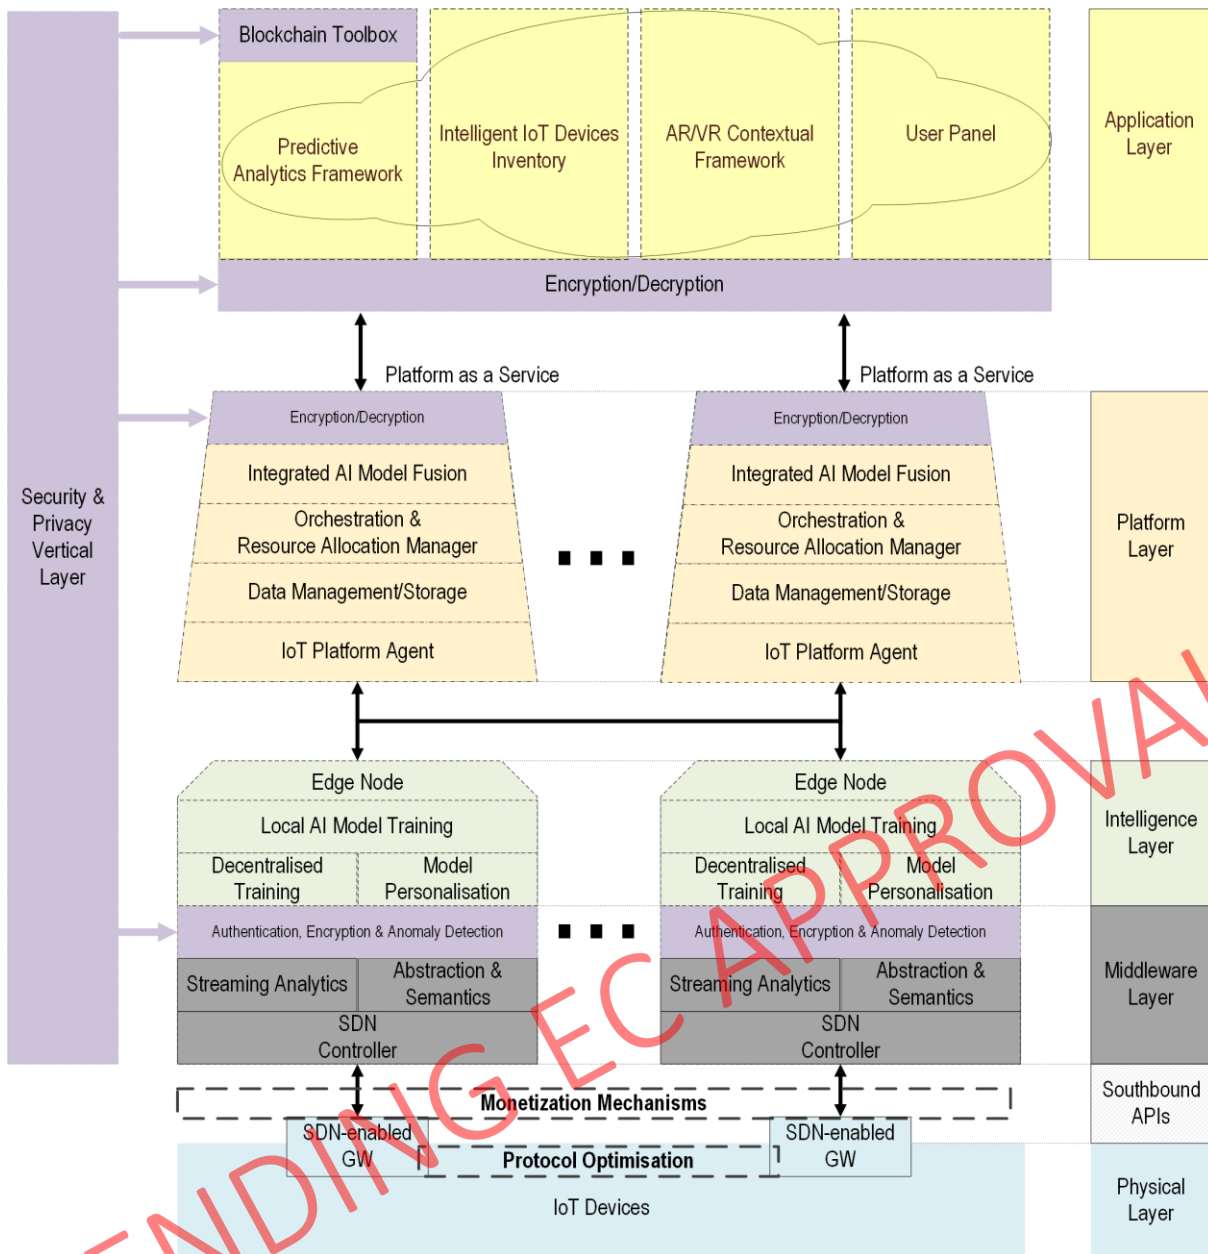 Blockchain Toolbox
Predictive
Analytics Framework
Intelligent IoT Devices
Inventory
AR/VR Contextual
Framework
User Panel
Application
Layer
Encryption/Decryption
Platform as a Service
Platform as a Service
Security &
Privacy
Vertical
Layer
Encryption/Decryption
Integrated AI Model Fusion
Orchestration &
Resource Allocation Manager
Data Management/Storage
IoT Platform Agent
Encryption/Decryption
Integrated AI Model Fusion
Orchestration &
Resource Allocation Manager
Data Management/Storage
IoT Platform Agent
Platform
Layer
Edge Node
Local AI Model Training
Decentralised
Training
Model
Personalisation
Authentication, Encryption & Anomaly Detection
Streaming Analytics
Abstraction &
Semantics
SDN
Controller
Edge Node
Local AI Model Training
Decentralised
Training
Model
Personalisation
Authentication, Encryption & Anomaly Detection
Streaming Analytics
Abstraction &
Semantics
SDN
Controller
Intelligence
Layer
Middleware
Layer
Monetization Mechanisms
Southbound
APIs
SDN-enabled
GW
Protocol Optimisation
SDN-enabled
GW
IoT Devices
Physical
Layer
ENDING EC APPROVAL